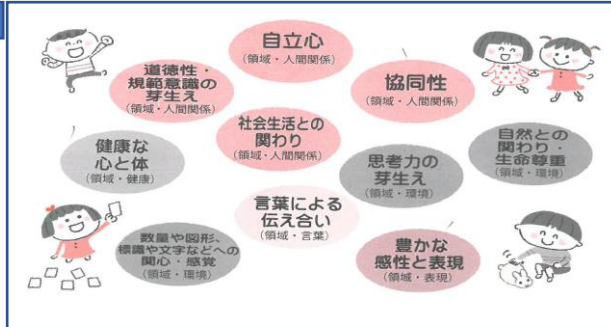 自立心
(領域・人間関係)
道徳性・
規範意識の
芽生え
(領域・人間関係)
協同性
(領域・人間関係)
社会生活との
関わり
(領域・人間関係)
健康な
心と体
(領域・健康)
思考力の
芽生え
(領域・環境)
自然との
関わり・
生命尊重
(領域・環境)
言葉による
伝え合い
(領域・言葉)
数量や図形、
標識や文字などへの
関心・感覚
(領域・環境)
豊かな
感性と表現
(領域・表現)